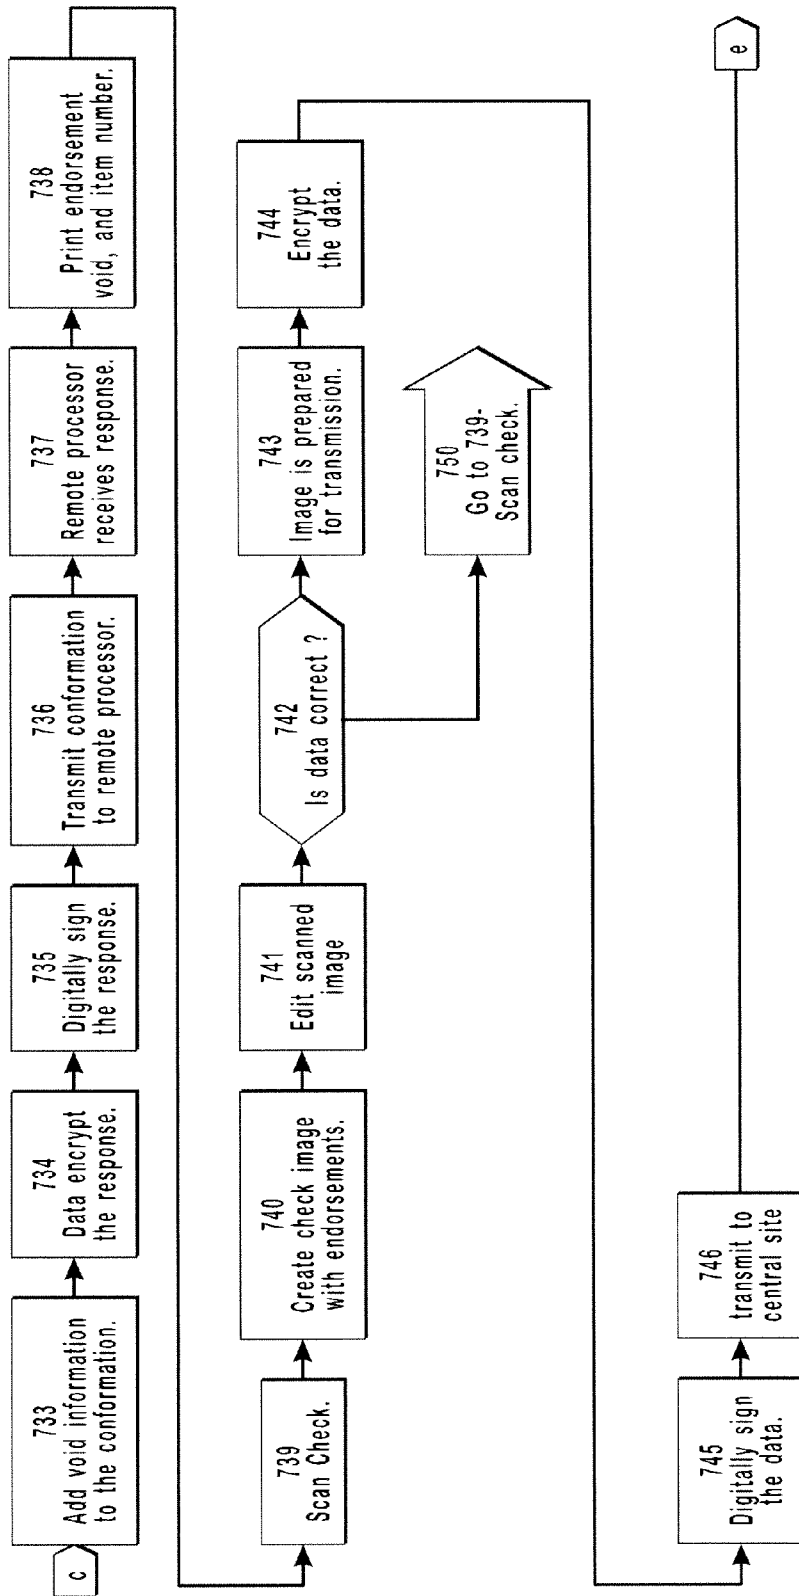 c
733
Add void information
to the conformation.
734
Data encrypt
the response.
735
Digitally sign
the response.
736
Transmit conformation
to remote processor.
737
Remote processor
receives response.
738
Print endorsement
void, and item number.
739
Scan Check.
740
Create check image
with endorsements.
741
Edit scanned
image
742
Is data correct ?
743
Image is prepared
for transmission.
744
Encrypt
the data.
750
Go to 739-
Scan check.
745
Digitally sign
the data.
746
transmit to
central site
e